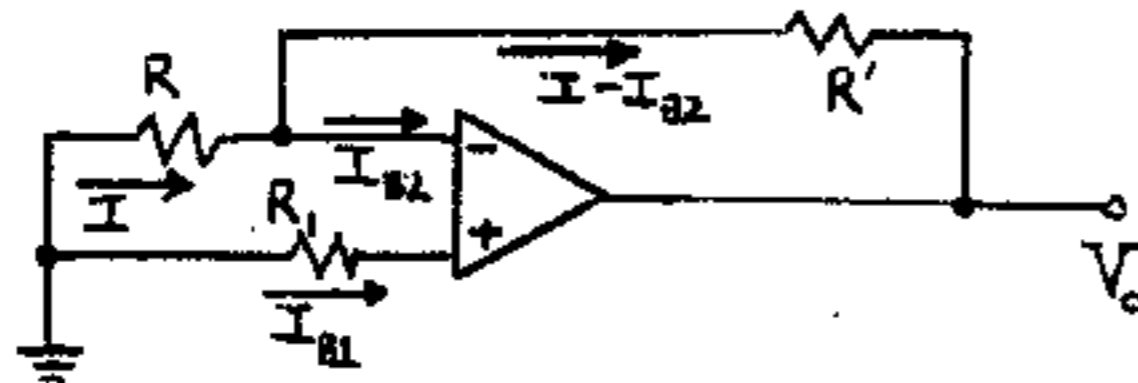 R'
I - I_B2
R
I
I_B2
-
R_1
+
I_B1
V_o